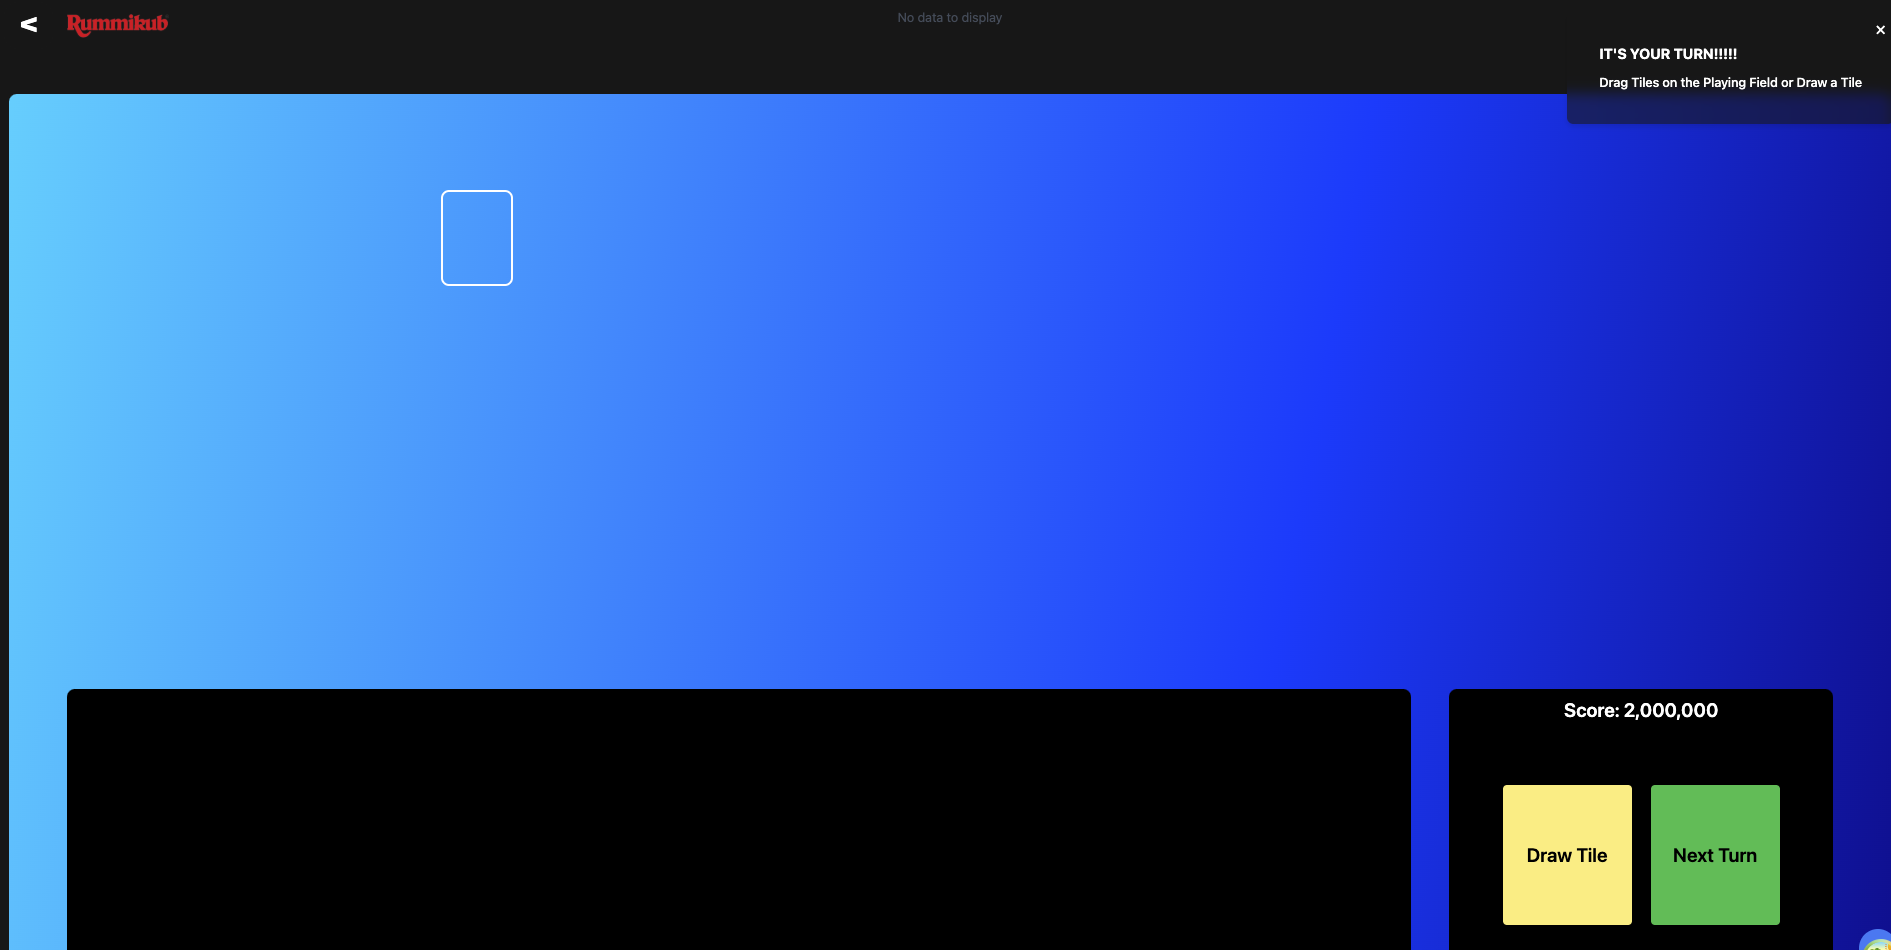 <
Rummikub
No data to display
×
IT'S YOUR TURN!!!!!
Drag Tiles on the Playing Field or Draw a Tile
Score: 2,000,000
Draw Tile
Next Turn